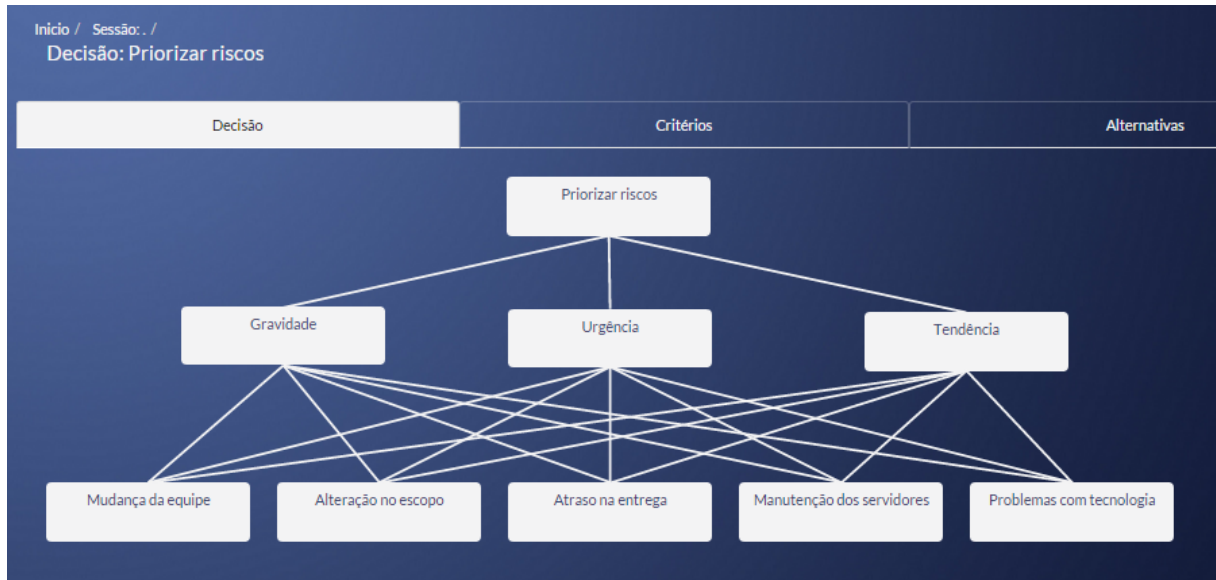 Inicio / Sessão: . /
Decisão: Priorizar riscos
Decisão
Critérios
Alternativas
Priorizar riscos
Gravidade
Urgência
Tendência
Mudança da equipe
Alteração no escopo
Atraso na entrega
Manutenção dos servidores
Problemas com tecnologia